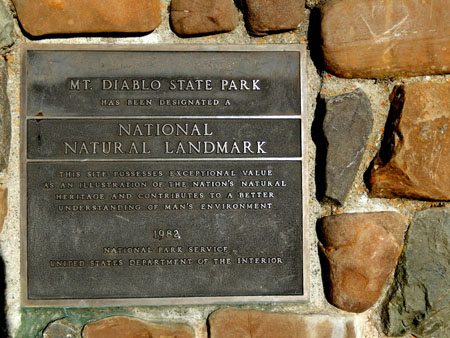 MT. DIABLO STATE PARK
HAS BEEN DESIGNATED A
NATIONAL
NATURAL LANDMARK
THIS SITE POSSESSES EXCEPTIONAL VALUE
AS AN ILLUSTRATION OF THE NATION'S NATURAL
HERITAGE AND CONTRIBUTES TO A BETTER
UNDERSTANDING OF MAN'S ENVIRONMENT
1983
NATIONAL PARK SERVICE
UNITED STATES DEPARTMENT OF THE INTERIOR